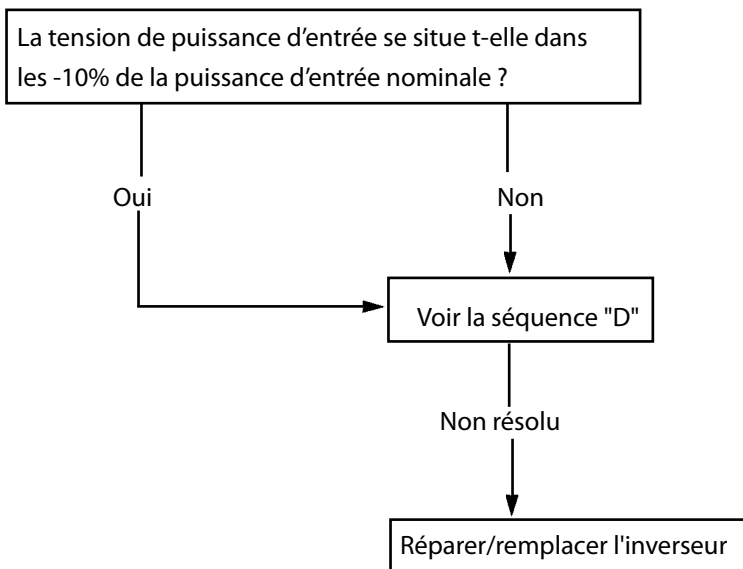 La tension de puissance d’entrée se situe t-elle dans
les -10% de la puissance d’entrée nominale ?
Oui
Non
Voir la séquence "D"
Non résolu
Réparer/remplacer l'inverseur